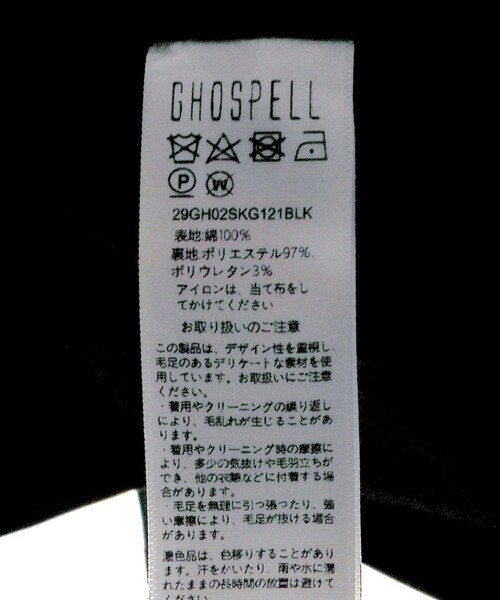 GHOSPELL
P
W
29GH02SKG121BLK
表地:綿100%
裏地:ポリエステル97%
ポリウレタン3%
アイロンは、当て布をし
てかけてください
お取り扱いのご注意
この製品は、デザイン性を重視し、
毛足のあるデリケートな素材を使
用しています。お取扱いにご注意
ください。
・着用やクリーニングの繰り返し
により、毛乱れが生じることがあ
ります。
・着用やクリーニング時の摩擦に
より、多少の気抜けや毛羽立ちがで
き、他の衣類などに付着する場
合があります。
・毛足を無理に引っ張ったり、強
い摩擦により、毛足が抜ける場合
があります。
濃色品は、色移りすることがあり
ます。汗をかいたり、雨や水に濡
れたままの長時間の放置は避けて
ください